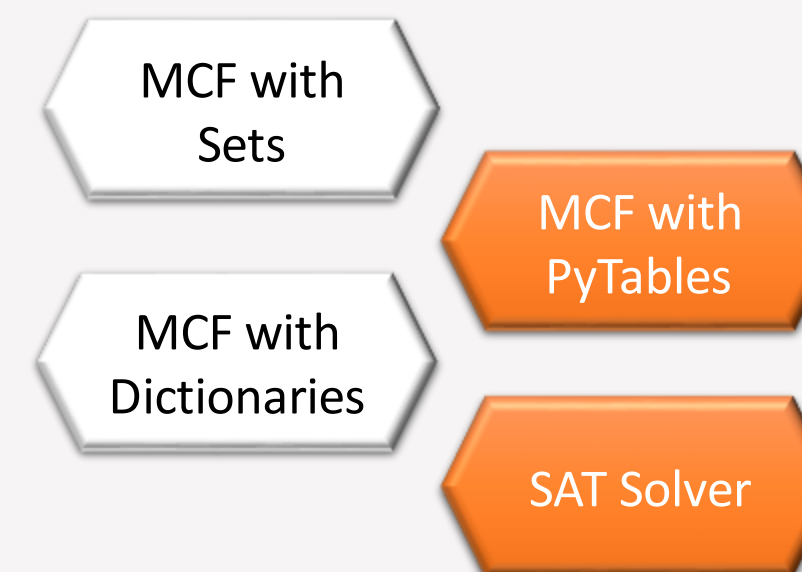 MCF with
Sets
MCF with
PyTables
MCF with
Dictionaries
SAT Solver